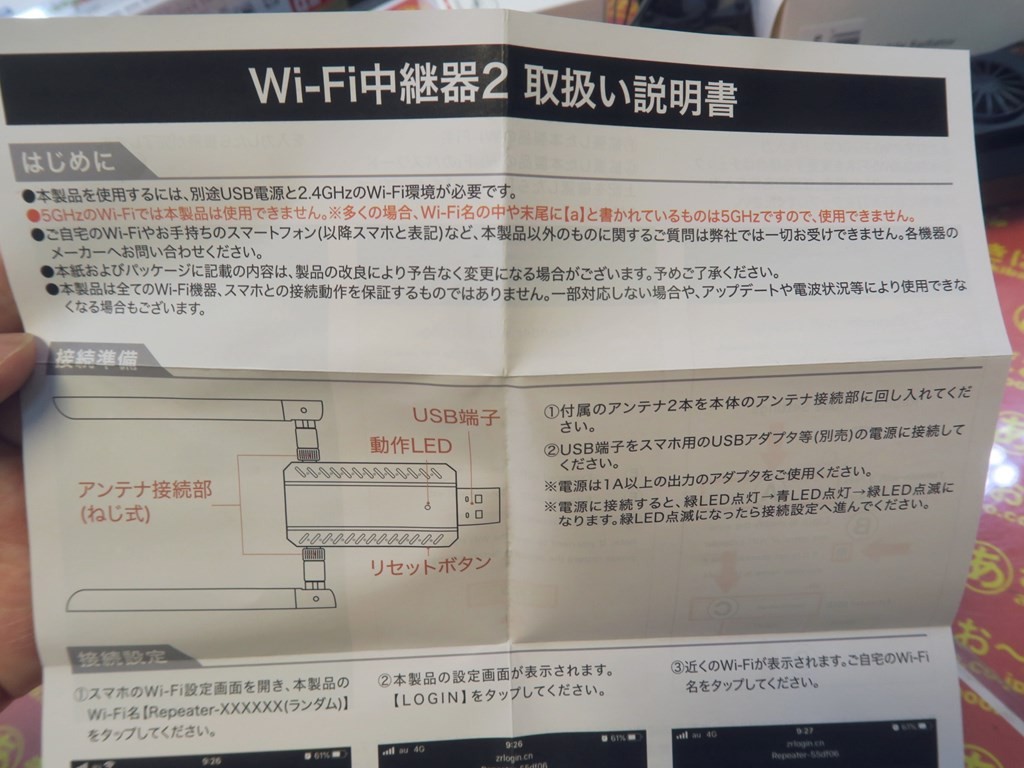 Wi-Fi中継器2 取扱い説明書
はじめに
●本製品を使用するには、別途USB電源と2.4GHzのWi-Fi環境が必要です。
●5GHzのWi-Fiでは本製品は使用できません。※多くの場合、Wi-Fi名の中や末尾に【a】と書かれているものは5GHzですので、使用できません。
●ご自宅のWi-Fiやお手持ちのスマートフォン(以降スマホと表記)など、本製品以外のものに関するご質問は弊社では一切お受けできません。各機器の
メーカーへお問い合わせください。
●本紙およびパッケージに記載の内容は、製品の改良により予告なく変更になる場合がございます。予めご了承ください。
●本製品は全てのWi-Fi機器、スマホとの接続動作を保証するものではありません。一部対応しない場合や、アップデートや電波状況等により使用できな
くなる場合もございます。
接続準備
USB端子
動作LED
アンテナ接続部
(ねじ式)
リセットボタン
①付属のアンテナ2本を本体のアンテナ接続部に回し入れてくだ
さい。
②USB端子をスマホ用のUSBアダプタ等(別売)の電源に接続して
ください。
※電源は1A以上の出力のアダプタをご使用ください。
※電源に接続すると、緑LED点灯→青LED点灯→緑LED点滅に
なります。緑LED点滅になったら接続設定へ進んでください。
接続設定
①スマホのWi-Fi設定画面を開き、本製品の
Wi-Fi名【Repeater-XXXXXX(ランダム)】
をタップしてください。
②本製品の設定画面が表示されます。
【LOGIN】をタップしてください。
③近くのWi-Fiが表示されます。ご自宅のWi-Fi
名をタップしてください。
au 9:26 61%
au 4G 9:26 61%
zrlogin.cn
Repeater-55df06
au 4G 9:27
zrlogin.cn
Repeater-55df06
あ
お～